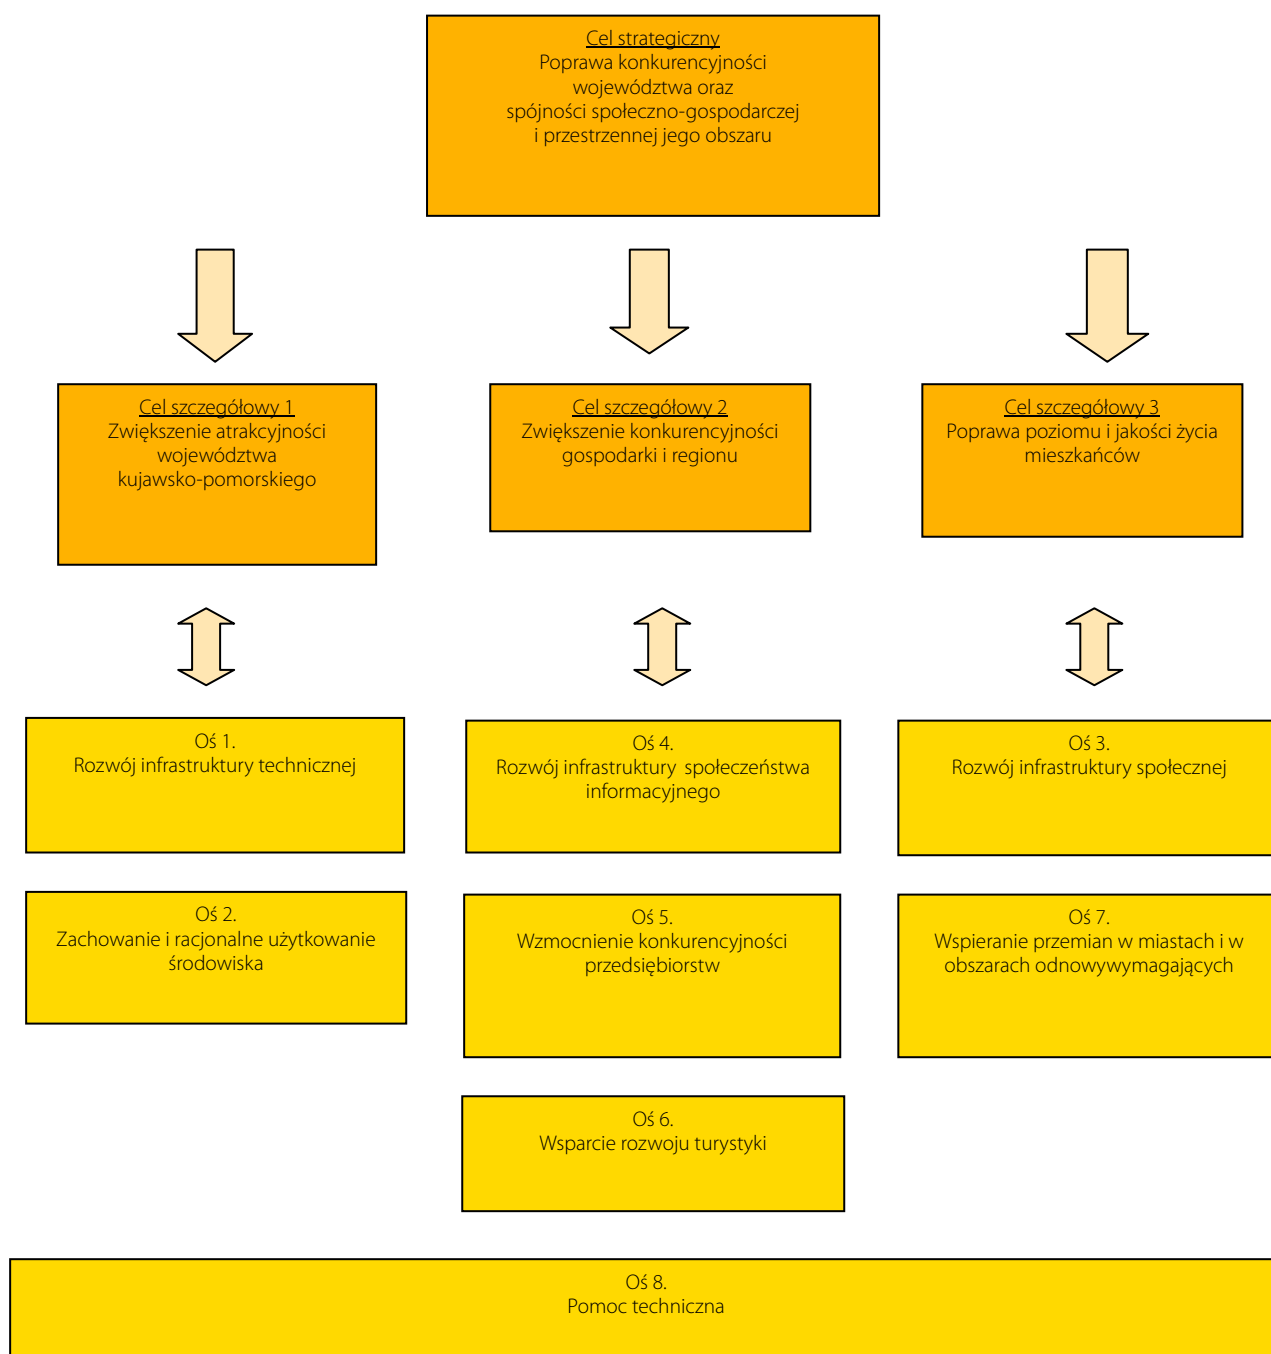 Cel strategiczny
Poprawa konkurencyjności
województwa oraz
spójności społeczno-gospodarczej
i przestrzennej jego obszaru
Cel szczegółowy 1
Zwiększenie atrakcyjności
województwa
kujawsko-pomorskiego
Cel szczegółowy 2
Zwiększenie konkurencyjności
gospodarki i regionu
Cel szczegółowy 3
Poprawa poziomu i jakości życia
mieszkańców
Oś 1.
Rozwój infrastruktury technicznej
Oś 4.
Rozwój infrastruktury społeczeństwa
informacyjnego
Oś 3.
Rozwój infrastruktury społecznej
Oś 2.
Zachowanie i racjonalne użytkowanie
środowiska
Oś 5.
Wzmocnienie konkurencyjności
przedsiębiorstw
Oś 7.
Wspieranie przemian w miastach i w
obszarach odnowywymagających
Oś 6.
Wsparcie rozwoju turystyki
Oś 8.
Pomoc techniczna